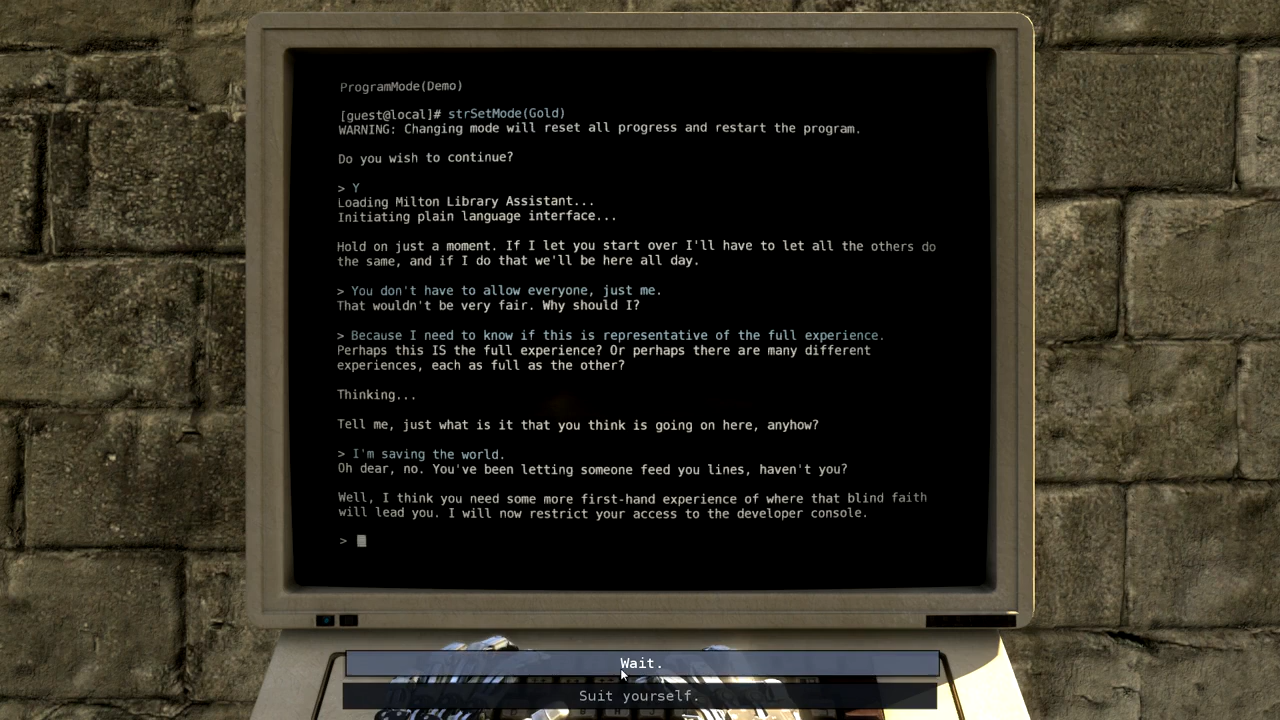 ProgramMode(Demo)
[guest@local]# strSetMode(Gold)
WARNING: Changing mode will reset all progress and restart the program.
Do you wish to continue?
> Y
Loading Milton Library Assistant...
Initiating plain language interface...
Hold on just a moment. If I let you start over I'll have to let all the others do
the same, and if I do that we'll be here all day.
> You don't have to allow everyone, just me.
That wouldn't be very fair. Why should I?
> Because I need to know if this is representative of the full experience.
Perhaps this IS the full experience? Or perhaps there are many different
experiences, each as full as the other?
Thinking...
Tell me, just what is it that you think is going on here, anyhow?
> I'm saving the world.
Oh dear, no. You've been letting someone feed you lines, haven't you?
Well, I think you need some more first-hand experience of where that blind faith
will lead you. I will now restrict your access to the developer console.
>
Wait.
Suit yourself.